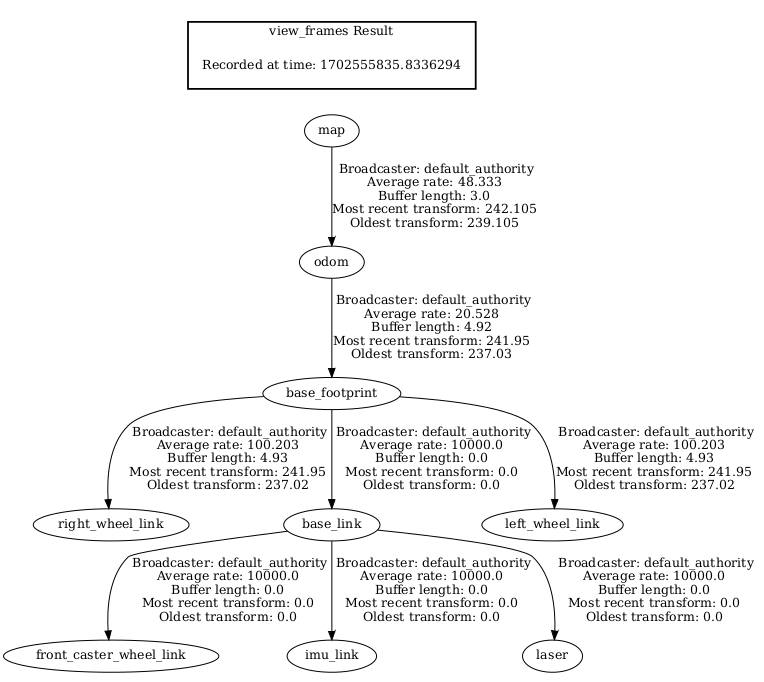 view_frames Result
Recorded at time: 1702555835.8336294
map
Broadcaster: default_authority
Average rate: 48.333
Buffer length: 3.0
Most recent transform: 242.105
Oldest transform: 239.105
odom
Broadcaster: default_authority
Average rate: 20.528
Buffer length: 4.92
Most recent transform: 241.95
Oldest transform: 237.03
base_footprint
Broadcaster: default_authority
Average rate: 100.203
Buffer length: 4.93
Most recent transform: 241.95
Oldest transform: 237.02
Broadcaster: default_authority
Average rate: 10000.0
Buffer length: 0.0
Most recent transform: 0.0
Oldest transform: 0.0
Broadcaster: default_authority
Average rate: 100.203
Buffer length: 4.93
Most recent transform: 241.95
Oldest transform: 237.02
right_wheel_link
base_link
left_wheel_link
Broadcaster: default_authority
Average rate: 10000.0
Buffer length: 0.0
Most recent transform: 0.0
Oldest transform: 0.0
Broadcaster: default_authority
Average rate: 10000.0
Buffer length: 0.0
Most recent transform: 0.0
Oldest transform: 0.0
Broadcaster: default_authority
Average rate: 10000.0
Buffer length: 0.0
Most recent transform: 0.0
Oldest transform: 0.0
front_caster_wheel_link
imu_link
laser